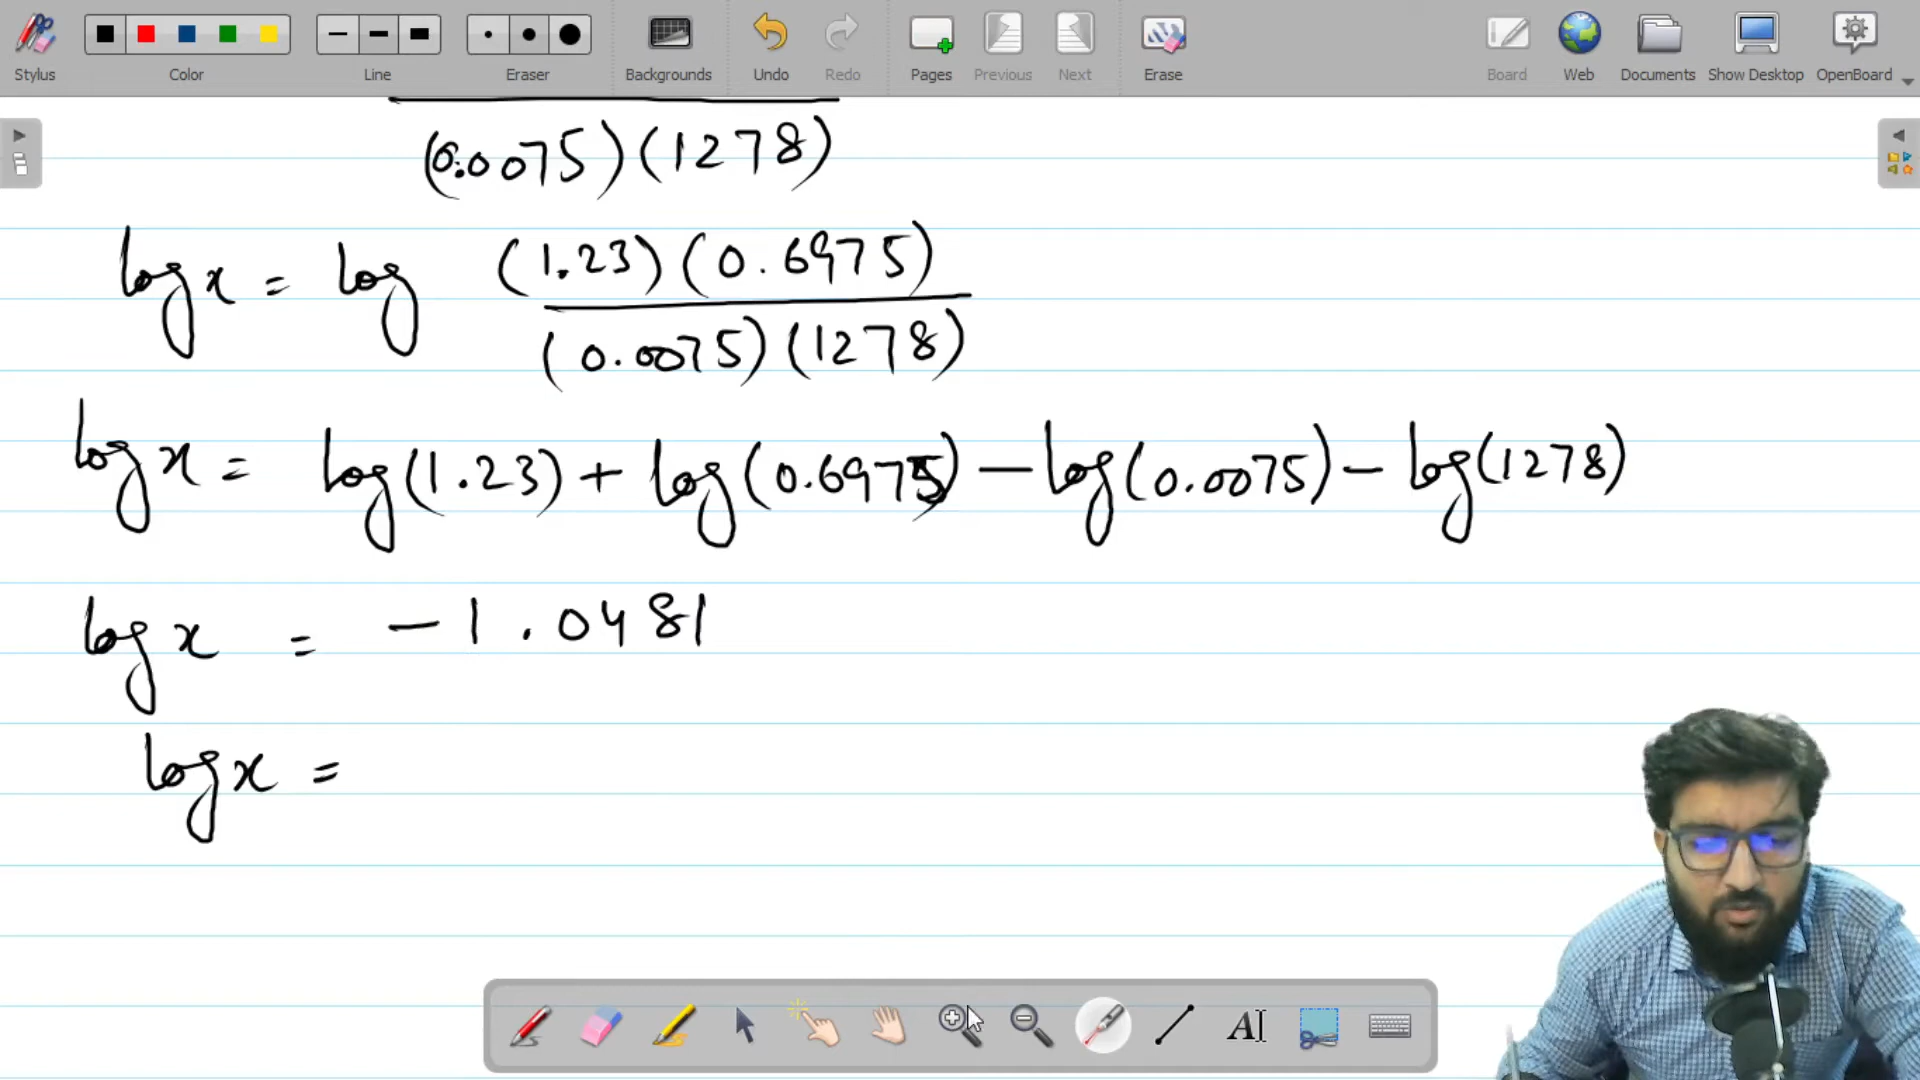 Stylus Color Line Eraser Backgrounds Undo Redo Pages Previous Next Erase Board Web Documents Show Desktop OpenBoard
(0.0075)(1278)
log x = log (1.23)(0.6975)
(0.0075)(1278)
log x = log(1.23) + log(0.6975) - log(0.0075) - log(1278)
log x = -1.0481
log x =
AI